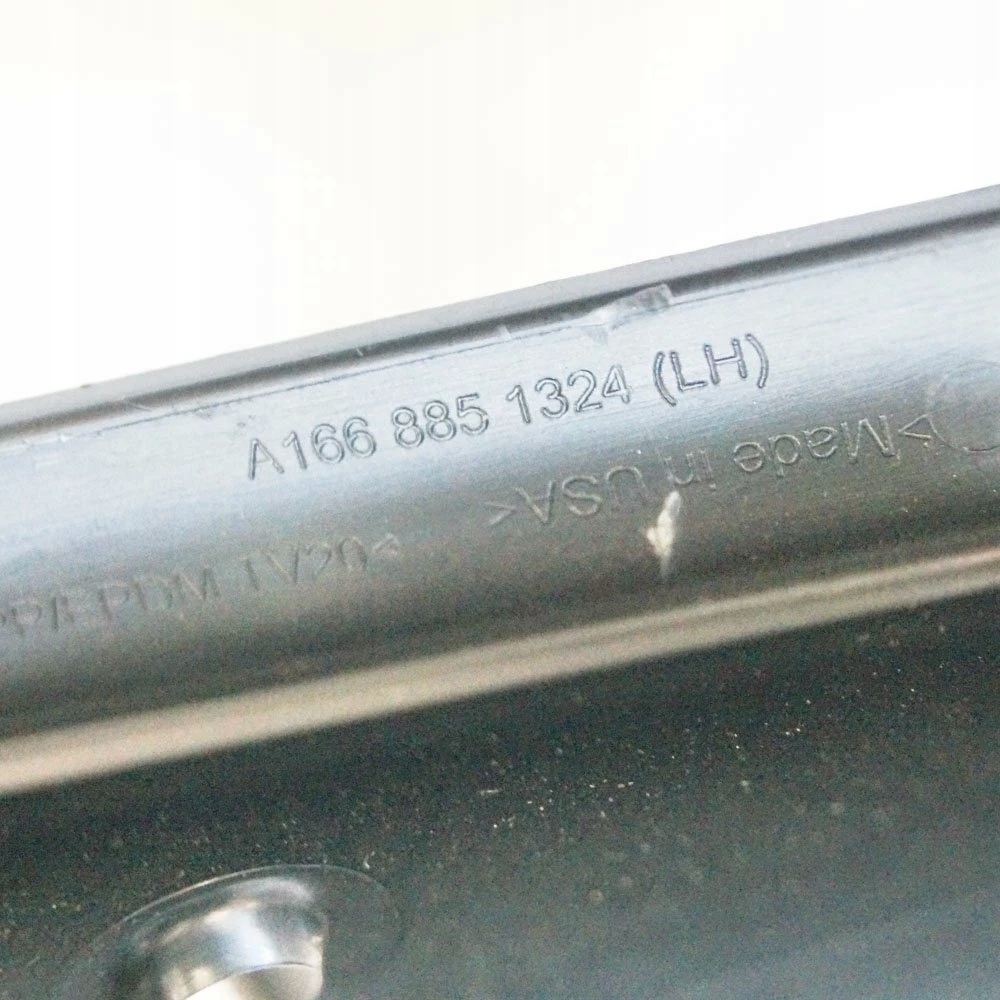 A166 885 1324 (LH)
>Made in USA<
PP/EPDM TV20<